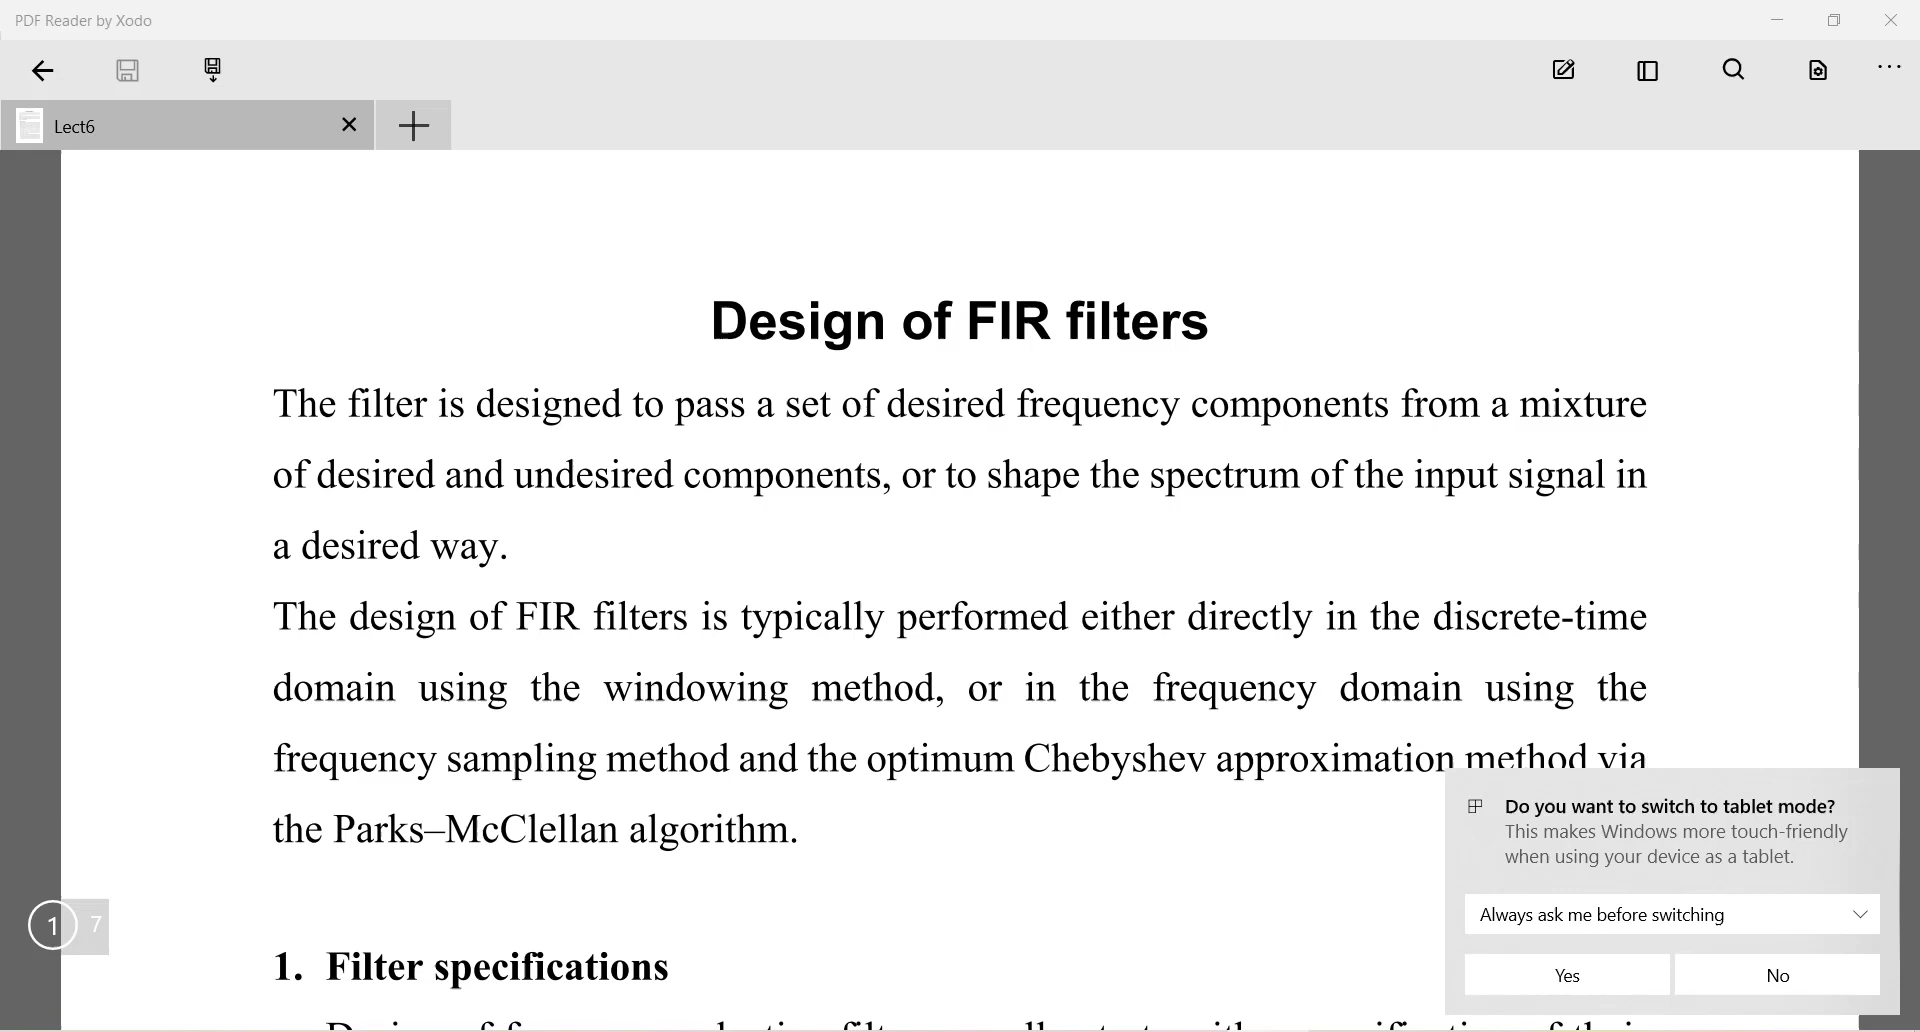 PDF Reader by Xodo
Lect6
Design of FIR filters
The filter is designed to pass a set of desired frequency components from a mixture
of desired and undesired components, or to shape the spectrum of the input signal in
a desired way.
The design of FIR filters is typically performed either directly in the discrete-time
domain using the windowing method, or in the frequency domain using the
frequency sampling method and the optimum Chebyshev approximation method via
the Parks–McClellan algorithm.
Do you want to switch to tablet mode?
This makes Windows more touch-friendly
when using your device as a tablet.
Always ask me before switching
Yes No
1 7
1. Filter specifications